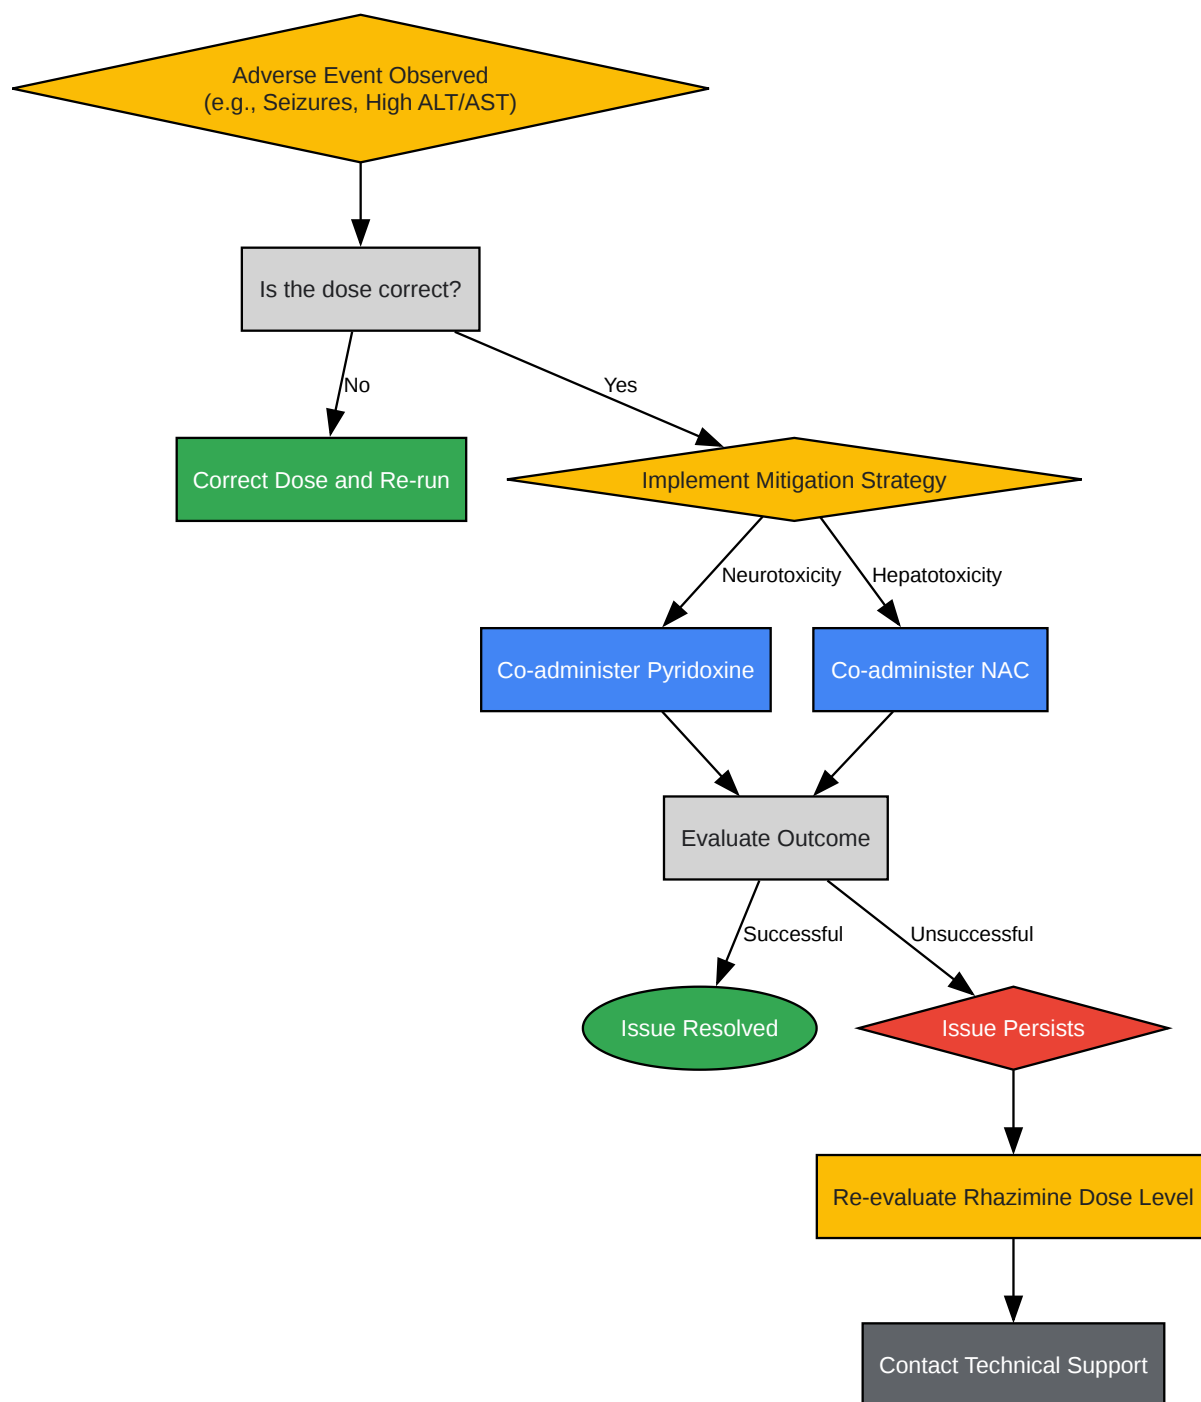 Adverse Event Observed
(e.g., Seizures, High ALT/AST)
Is the dose correct?
No
Yes
Correct Dose and Re-run
Implement Mitigation Strategy
Neurotoxicity
Hepatotoxicity
Co-administer Pyridoxine
Co-administer NAC
Evaluate Outcome
Successful
Unsuccessful
Issue Resolved
Issue Persists
Re-evaluate Rhazimine Dose Level
Contact Technical Support